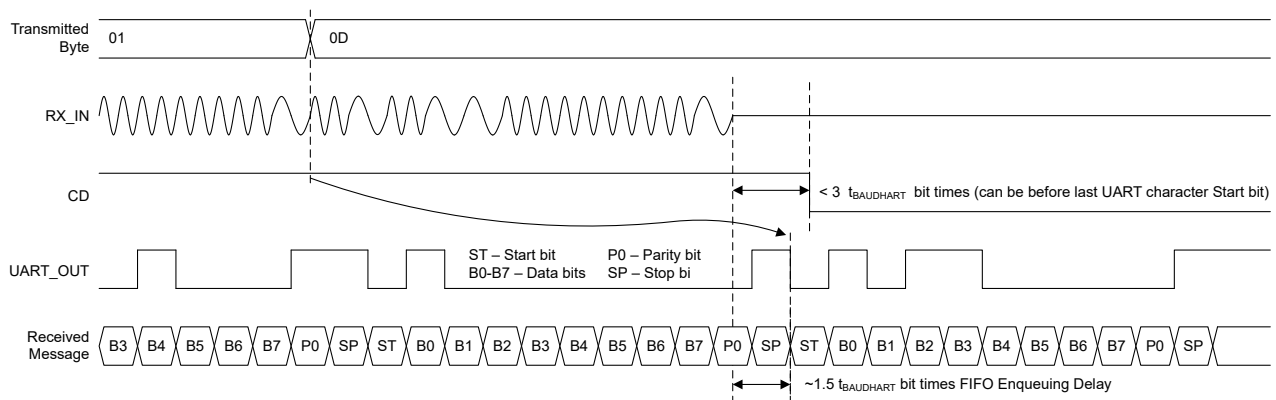 Transmitted
Byte
01
0D
RX_IN
CD
< 3 tBAUDHART bit times (can be before last UART character Start bit)
UART_OUT
ST – Start bit P0 – Parity bit
B0-B7 – Data bits SP – Stop bi
Received
Message
B3 B4 B5 B6 B7 P0 SP ST B0 B1 B2 B3 B4 B5 B6 B7 P0 SP ST B0 B1 B2 B3 B4 B5 B6 B7 P0 SP
~1.5 tBAUDHART bit times FIFO Enqueuing Delay